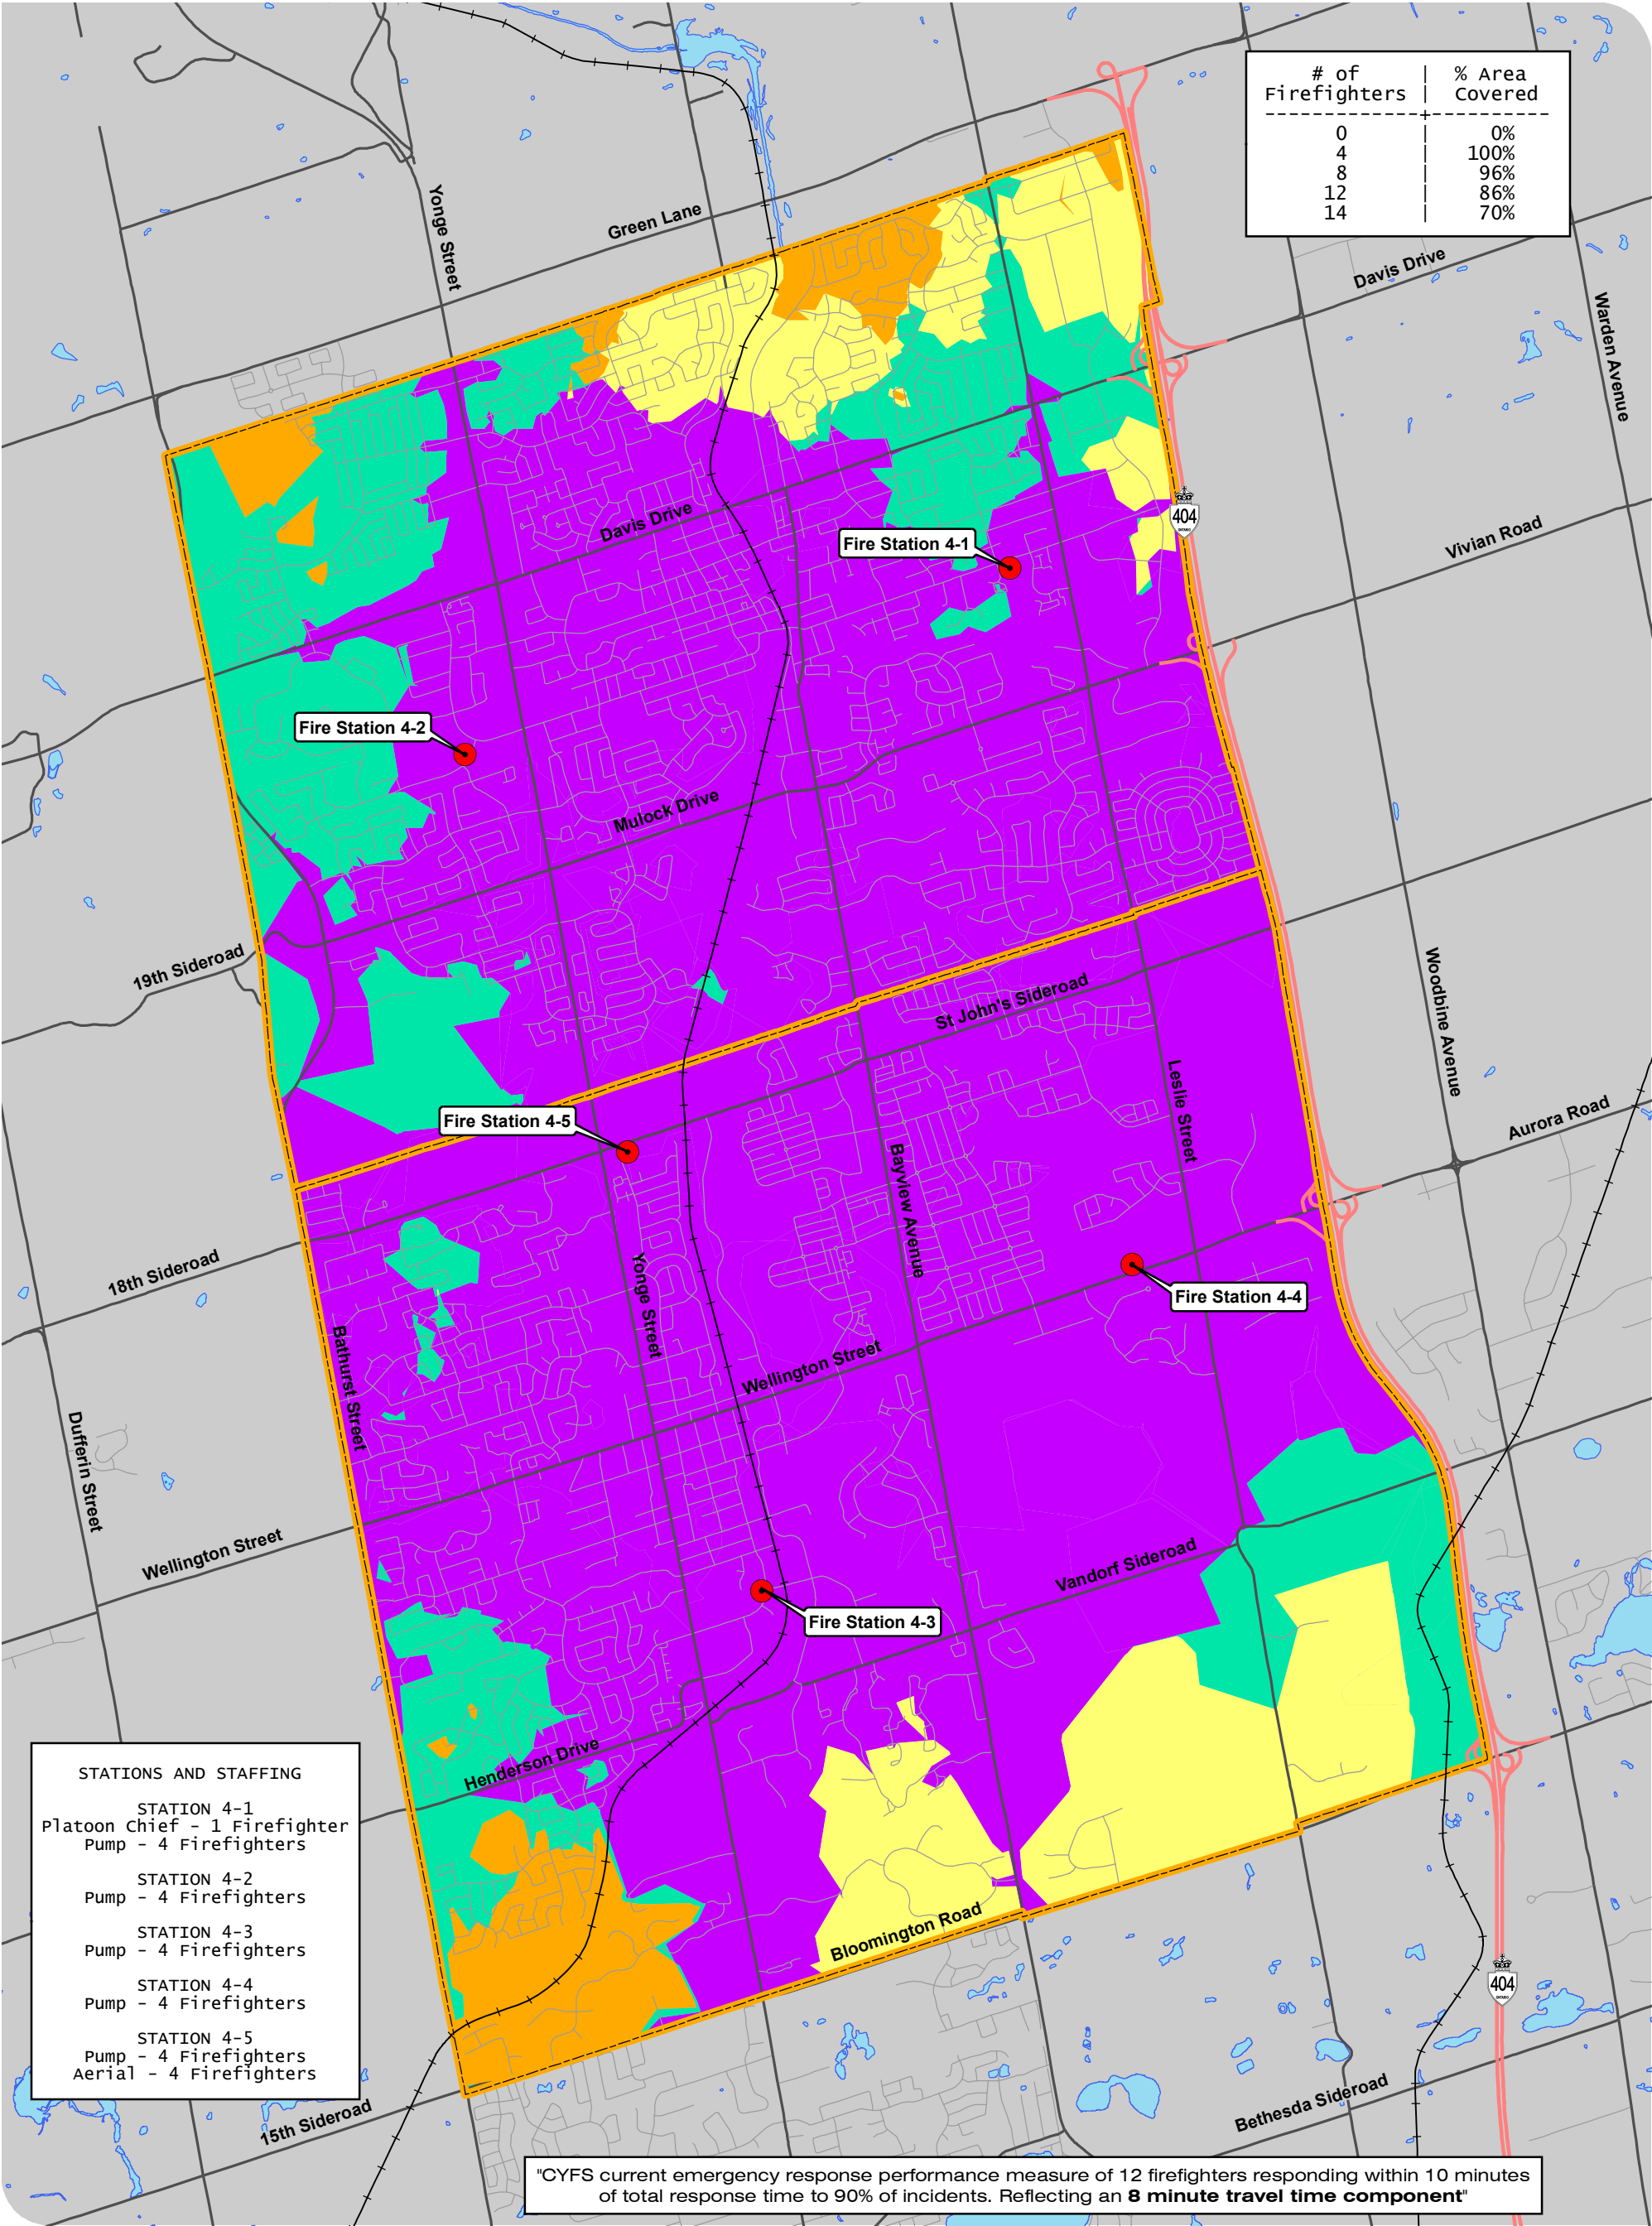 # of | % Area
Firefighters | Covered
--------------+----------
0 | 0%
4 | 100%
8 | 96%
12 | 86%
14 | 70%
Yonge Street
Green Lane
Davis Drive
Warden Avenue
404
ONTARIO
Davis Drive
Vivian Road
Fire Station 4-1
Fire Station 4-2
Mulock Drive
19th Sideroad
St John's Sideroad
Woodbine Avenue
Leslie Street
Aurora Road
Fire Station 4-5
Bayview Avenue
18th Sideroad
Yonge Street
Fire Station 4-4
Bathurst Street
Wellington Street
Dufferin Street
Wellington Street
Vandorf Sideroad
Fire Station 4-3
Henderson Drive
Bloomington Road
404
ONTARIO
15th Sideroad
Bethesda Sideroad
STATIONS AND STAFFING
STATION 4-1
Platoon Chief - 1 Firefighter
Pump - 4 Firefighters
STATION 4-2
Pump - 4 Firefighters
STATION 4-3
Pump - 4 Firefighters
STATION 4-4
Pump - 4 Firefighters
STATION 4-5
Pump - 4 Firefighters
Aerial - 4 Firefighters
"CYFS current emergency response performance measure of 12 firefighters responding within 10 minutes
of total response time to 90% of incidents. Reflecting an 8 minute travel time component"